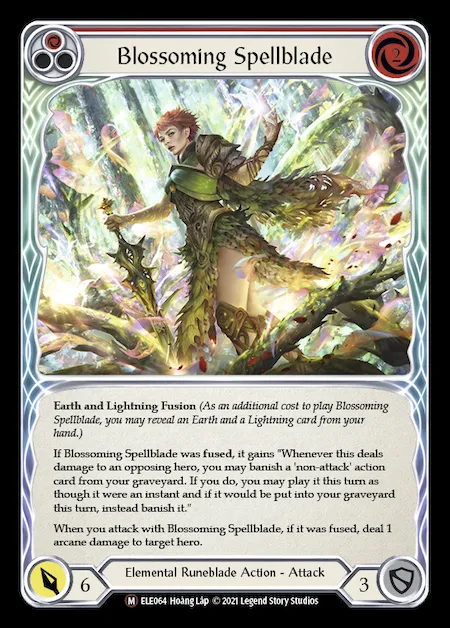 Blossoming Spellblade
2
Earth and Lightning Fusion (As an additional cost to play Blossoming
Spellblade, you may reveal an Earth and a Lightning card from your
hand.)
If Blossoming Spellblade was fused, it gains "Whenever this deals
damage to an opposing hero, you may banish a 'non-attack' action
card from your graveyard. If you do, you may play it this turn as
though it were an instant and if it would be put into your graveyard
this turn, instead banish it."
When you attack with Blossoming Spellblade, if it was fused, deal 1
arcane damage to target hero.
6
Elemental Runeblade Action - Attack
3
M ELE064 Hoàng Lập © 2021 Legend Story Studios